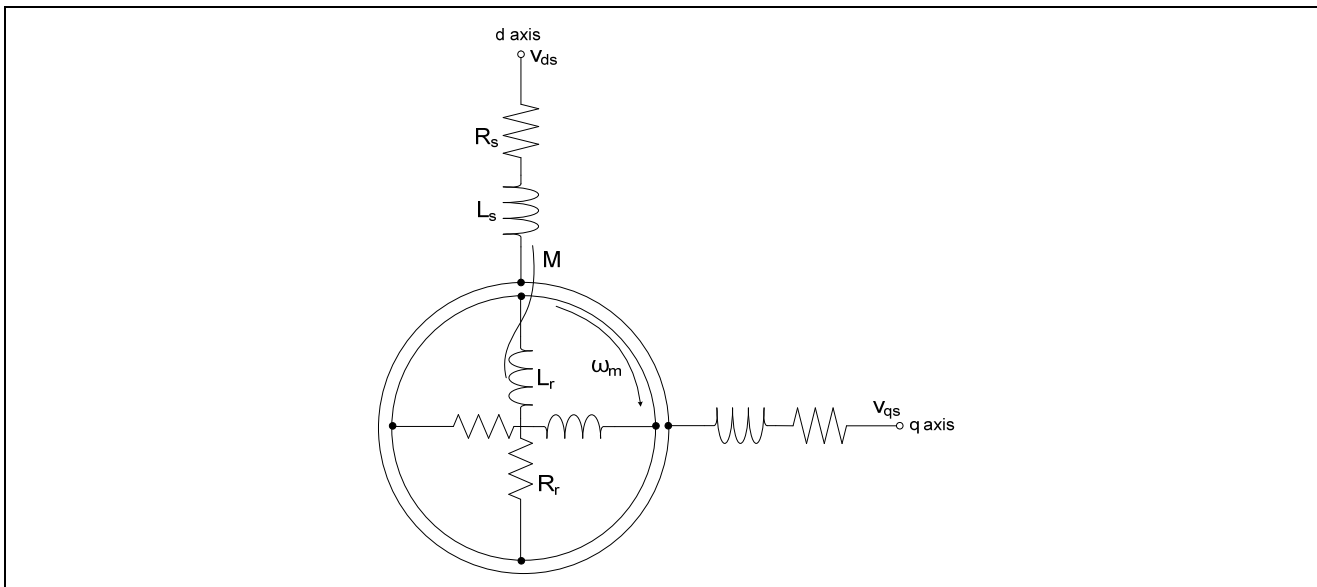 d axis
v_ds
R_s
L_s
M
L_r
ω_m
v_qs
q axis
R_r